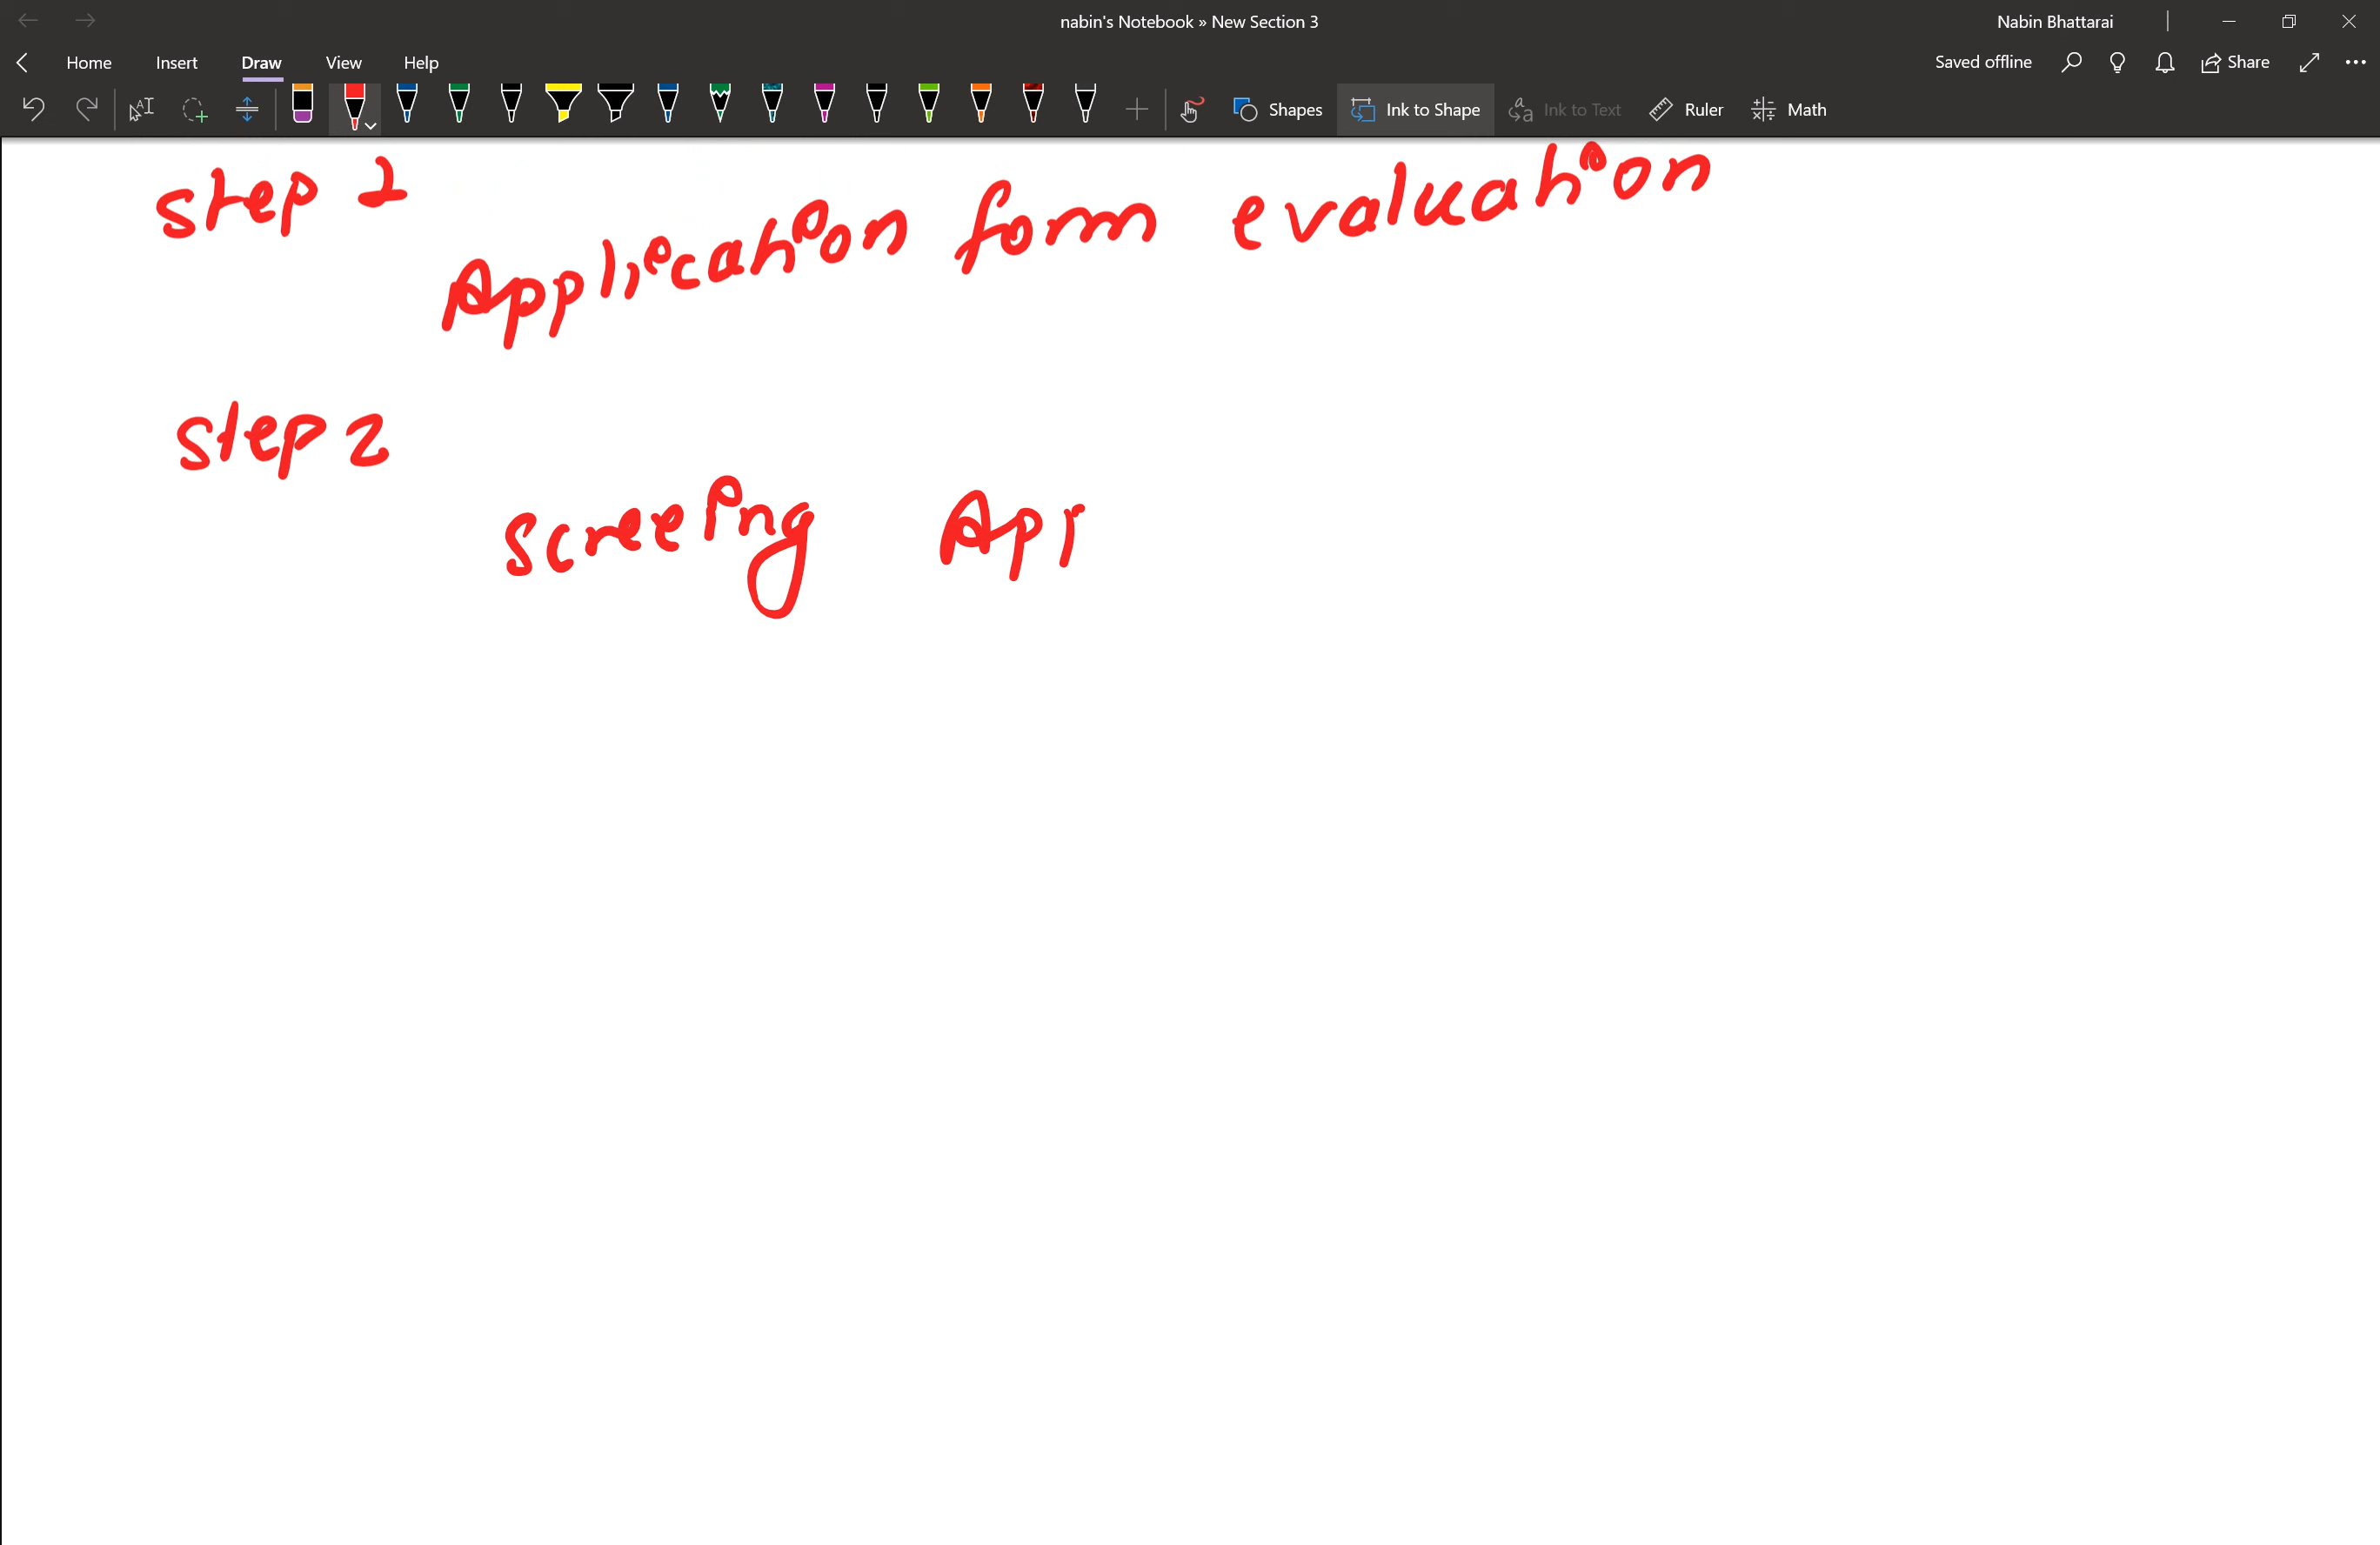 nabin's Notebook » New Section 3
Nabin Bhattarai
Home Insert Draw View Help
Saved offline Share
Shapes Ink to Shape Ink to Text Ruler Math
step 1
Application form evaluation
step 2
screeing Api